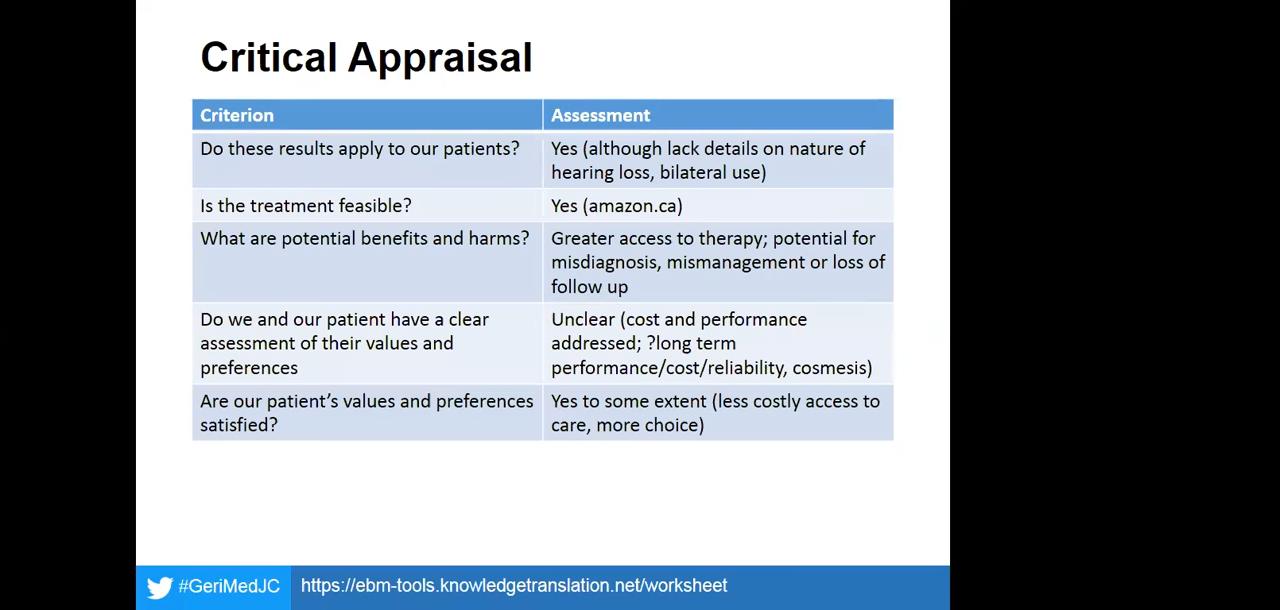 Critical Appraisal
Criterion
Assessment
Do these results apply to our patients?
Yes (although lack details on nature of
hearing loss, bilateral use)
Is the treatment feasible?
Yes (amazon.ca)
What are potential benefits and harms?
Greater access to therapy; potential for
misdiagnosis, mismanagement or loss of
follow up
Do we and our patient have a clear
assessment of their values and
preferences
Unclear (cost and performance
addressed; ?long term
performance/cost/reliability, cosmesis)
Are our patient’s values and preferences
satisfied?
Yes to some extent (less costly access to
care, more choice)
#GeriMedJC
https://ebm-tools.knowledgetranslation.net/worksheet